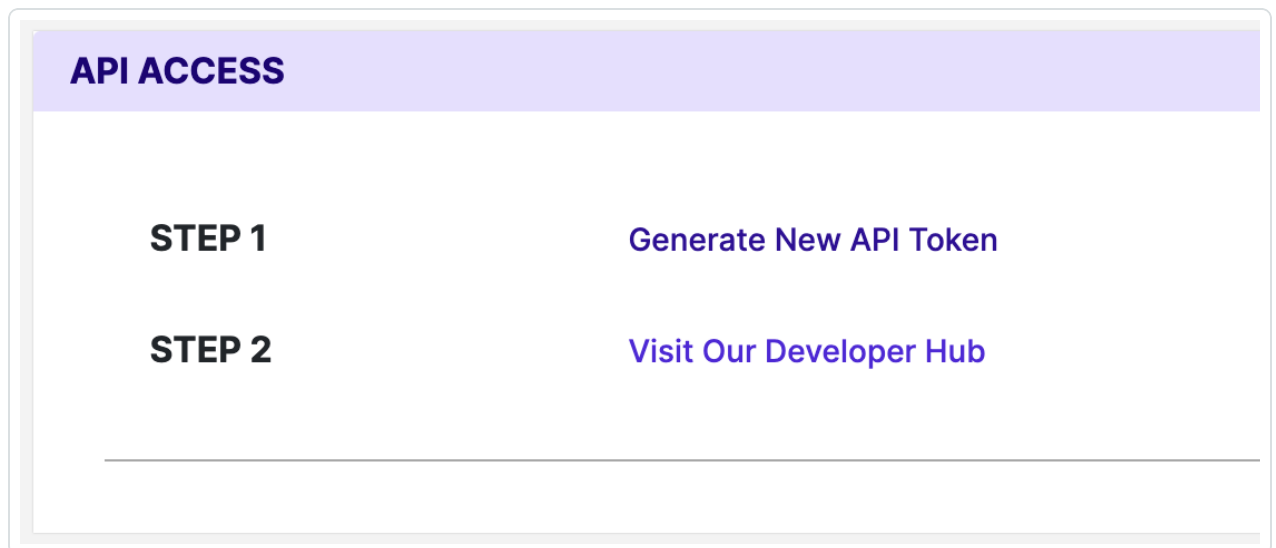 API ACCESS
STEP 1 Generate New API Token
STEP 2 Visit Our Developer Hub